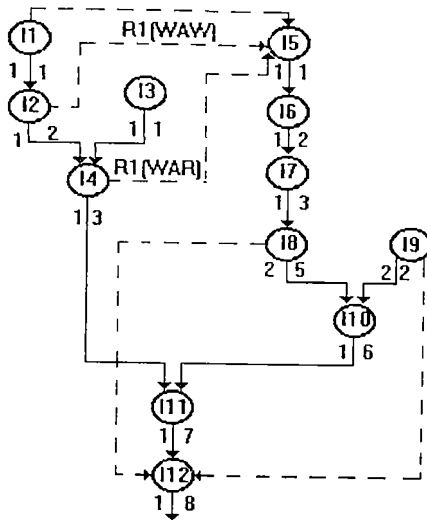 I1
R1(WAW)
I5
1 1
1 1
I2
I3
I6
1 2
1 1
1 2
I4
R1(WAR)
I7
1 3
1 3
I8
I9
2 5
2 2
I10
1 6
I11
1 7
I12
1 8